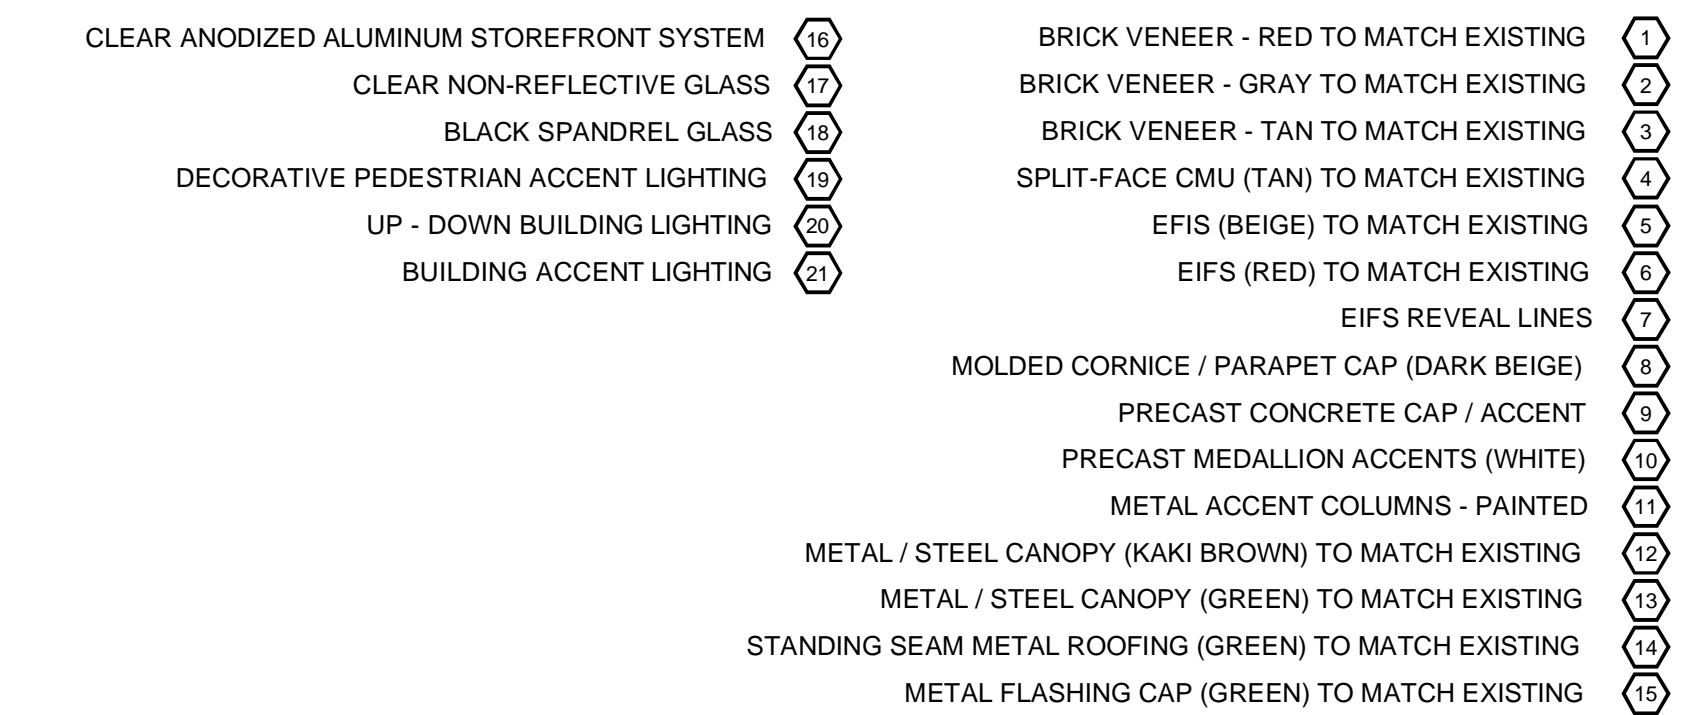 BRICK VENEER - RED TO MATCH EXISTING 1
BRICK VENEER - GRAY TO MATCH EXISTING 2
BRICK VENEER - TAN TO MATCH EXISTING 3
SPLIT-FACE CMU (TAN) TO MATCH EXISTING 4
EFIS (BEIGE) TO MATCH EXISTING 5
EIFS (RED) TO MATCH EXISTING 6
EIFS REVEAL LINES 7
MOLDED CORNICE / PARAPET CAP (DARK BEIGE) 8
PRECAST CONCRETE CAP / ACCENT 9
PRECAST MEDALLION ACCENTS (WHITE) 10
METAL ACCENT COLUMNS - PAINTED 11
METAL / STEEL CANOPY (KAKI BROWN) TO MATCH EXISTING 12
METAL / STEEL CANOPY (GREEN) TO MATCH EXISTING 13
STANDING SEAM METAL ROOFING (GREEN) TO MATCH EXISTING 14
METAL FLASHING CAP (GREEN) TO MATCH EXISTING 15
CLEAR ANODIZED ALUMINUM STOREFRONT SYSTEM 16
CLEAR NON-REFLECTIVE GLASS 17
BLACK SPANDREL GLASS 18
DECORATIVE PEDESTRIAN ACCENT LIGHTING 19
UP - DOWN BUILDING LIGHTING 20
BUILDING ACCENT LIGHTING 21